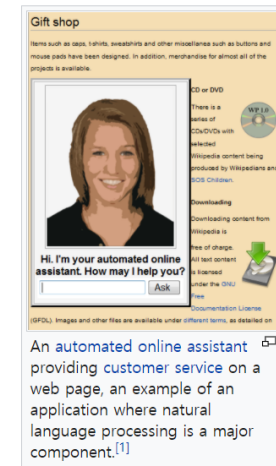 Gift shop
Items such as caps, t-shirts, sweatshirts and other miscellanea such as buttons and
mouse pads have been designed. In addition, merchandise for almost all of the
projects is available.
CD or DVD
There is a
series of
CDs/DVDs with
selected
Wikipedia content being
produced by Wikipedians and
SOS Children.
WP 1.0
Downloading
Downloading content from
Wikipedia is
free of charge.
All text content
is licensed
under the GNU
Free
Documentation License
(GFDL). Images and other files are available under different terms, as detailed on
Hi. I'm your automated online
assistant. How may I help you?
Ask
An automated online assistant
providing customer service on a
web page, an example of an
application where natural
language processing is a major
component.[1]